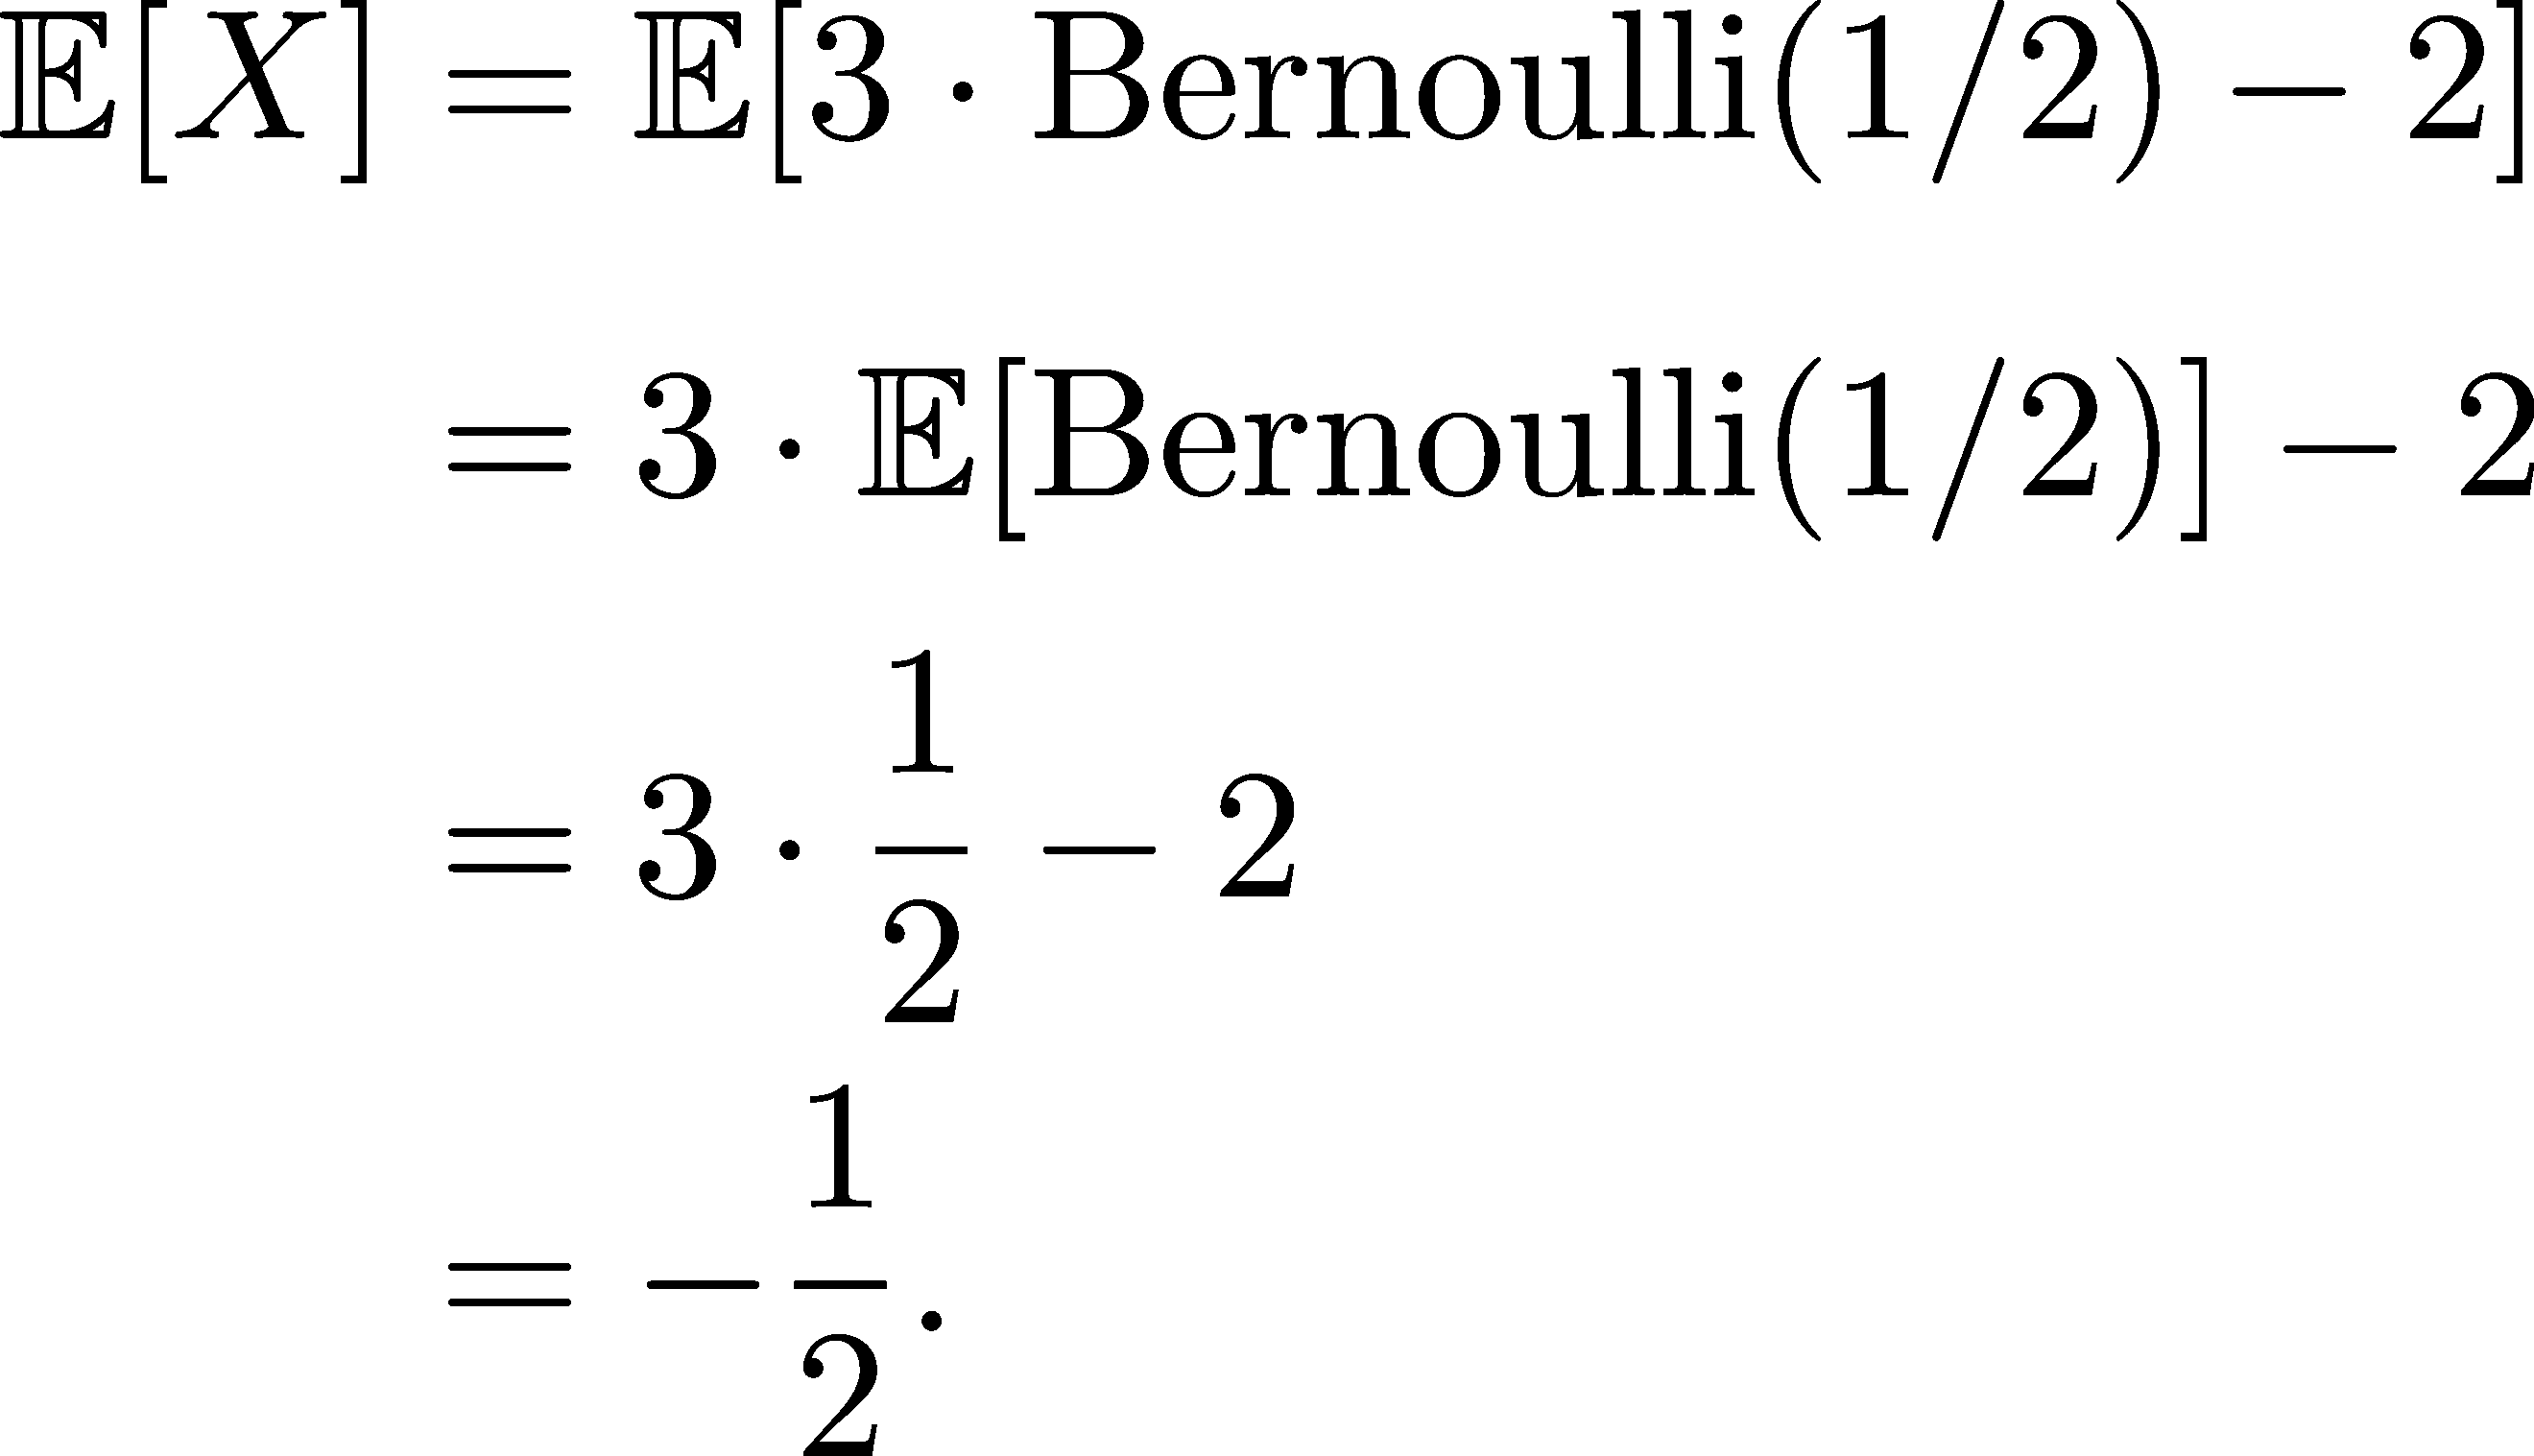 𝔼[X] = 𝔼[3 · Bernoulli(1/2) − 2]
= 3 · 𝔼[Bernoulli(1/2)] − 2
= 3 · 1/2 − 2
= −1/2.